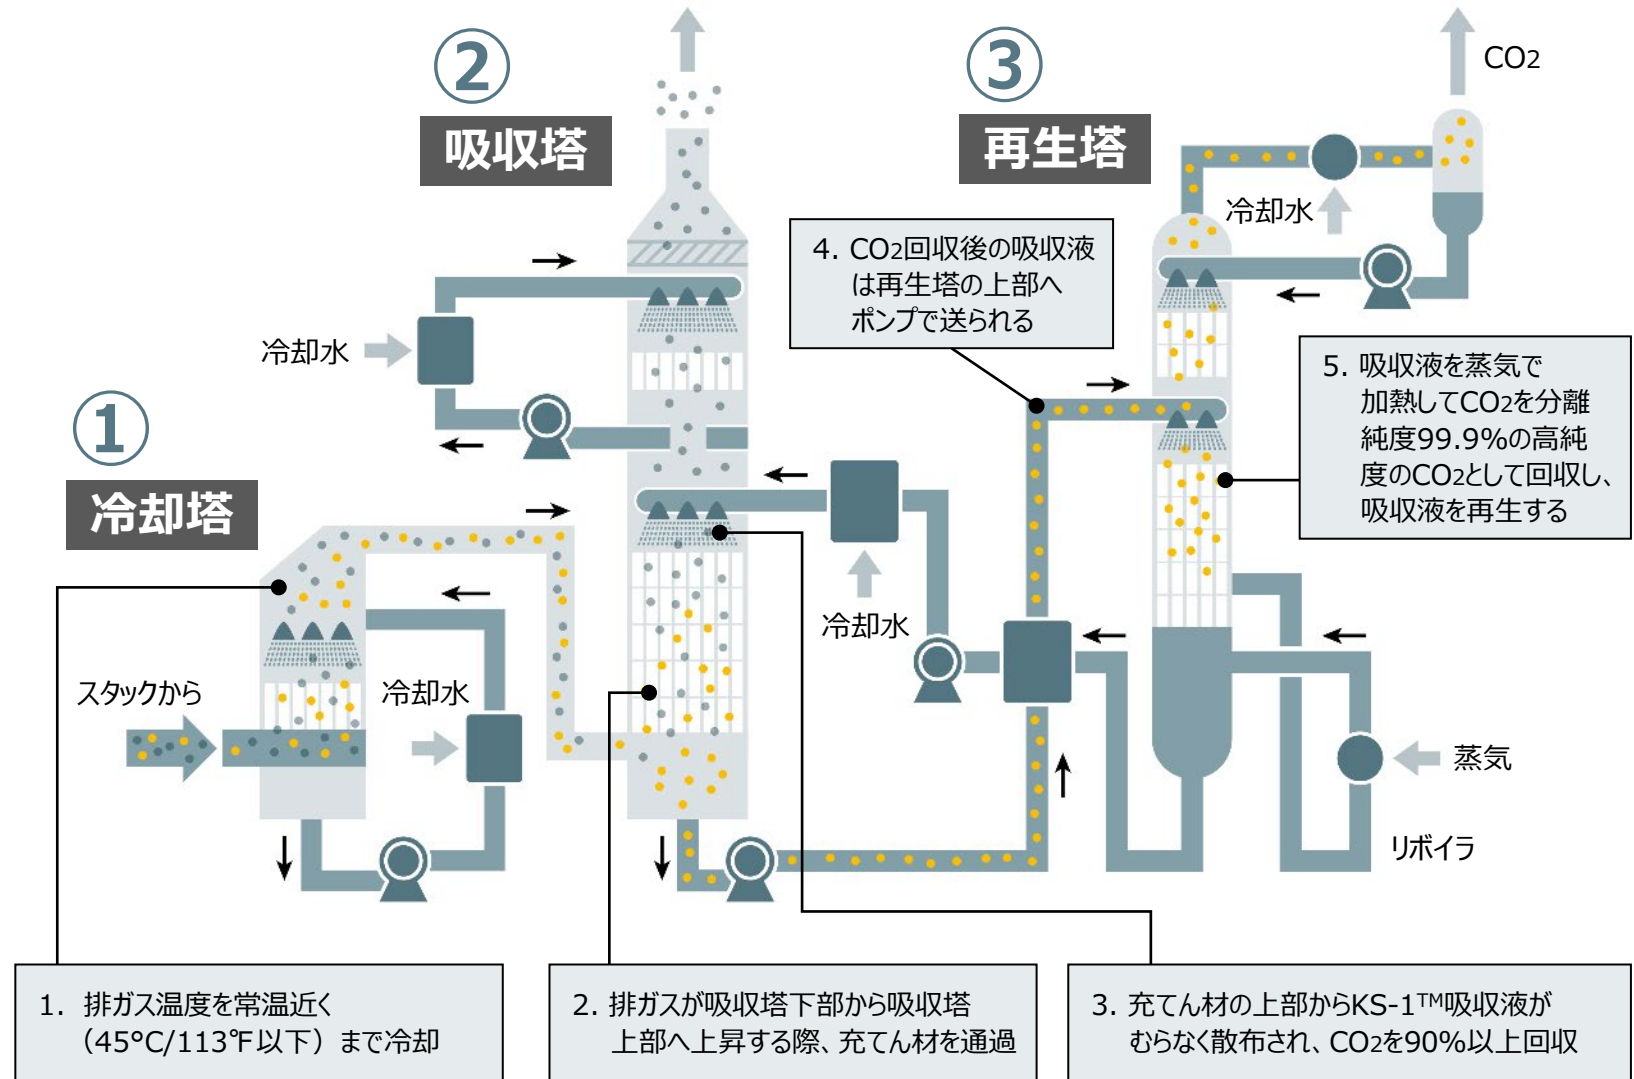 ②
吸収塔
③
再生塔
CO2
冷却水
4. CO2回収後の吸収液
は再生塔の上部へ
ポンプで送られる
冷却水
5. 吸収液を蒸気で
加熱してCO2を分離
純度99.9%の高純
度のCO2として回収し、
吸収液を再生する
①
冷却塔
冷却水
スタックから
冷却水
蒸気
リボイラ
1. 排ガス温度を常温近く
（45°C/113°F以下）まで冷却
2. 排ガスが吸収塔下部から吸収塔
上部へ上昇する際、充てん材を通過
3. 充てん材の上部からKS-1™吸収液が
むらなく散布され、CO2を90%以上回収